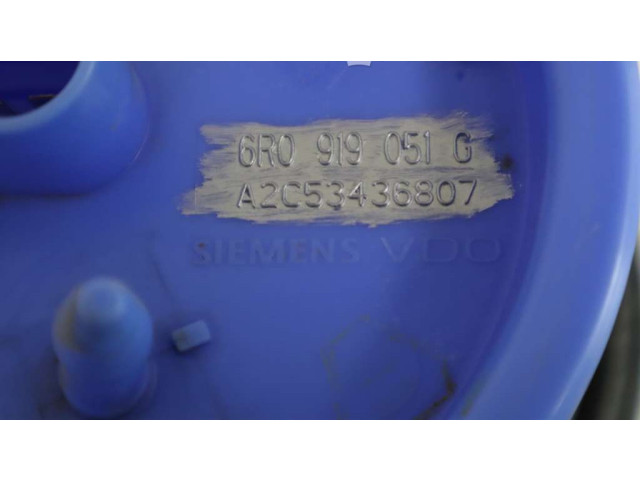 6R0 919 051 G
A2C53436807
SIEMENS VDO